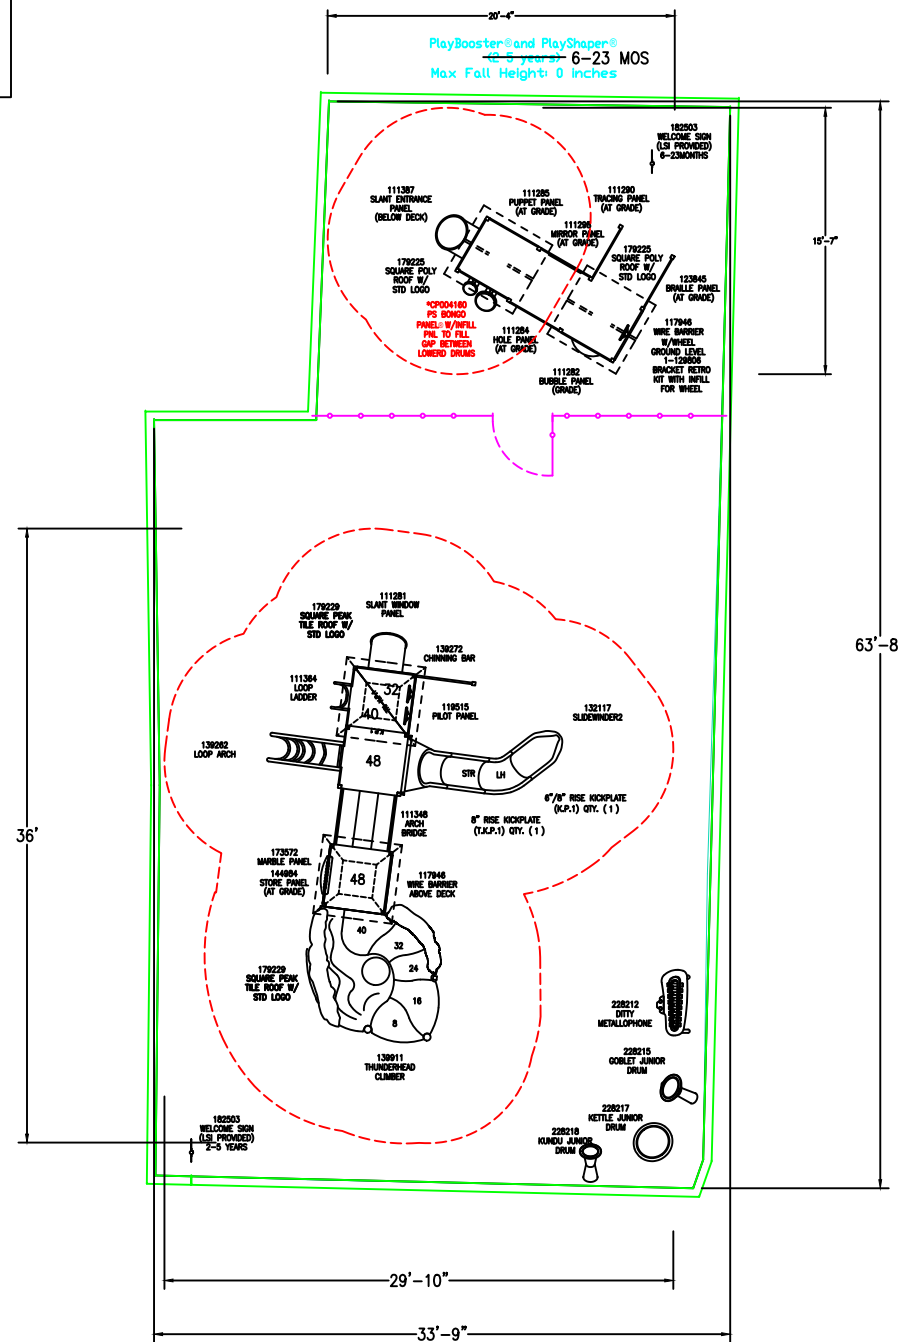 20'-4"
PlayBooster® and PlayShaper®
(2-5 years) 6-23 MOS
Max Fall Height: 0 inches
182503
WELCOME SIGN
(LSI PROVIDED)
6-23MONTHS
111387
SLANT ENTRANCE
PANEL
(BELOW DECK)
111285
PUPPET PANEL
(AT GRADE)
111290
TRACING PANEL
(AT GRADE)
111298
MIRROR PANEL
(AT GRADE)
15'-7"
179225
SQUARE POLY
ROOF W/
STD LOGO
179225
SQUARE POLY
ROOF W/
STD LOGO
123845
BRAILLE PANEL
(AT GRADE)
*CP004160
PS BONGO
PANEL® W/INFILL
PNL TO FILL
GAP BETWEEN
LOWERD DRUMS
111284
HOLE PANEL
(AT GRADE)
117946
WIRE BARRIER
W/WHEEL
GROUND LEVEL
1-129806
BRACKET RETRO
KIT WITH INFILL
FOR WHEEL
111282
BUBBLE PANEL
(GRADE)
111281
SLANT WINDOW
PANEL
179229
SQUARE PEAK
TILE ROOF W/
STD LOGO
139272
CHINNING BAR
63'-8
111364
LOOP
LADDER
32
40
119515
PILOT PANEL
132117
SLIDEWINDER2
139262
LOOP ARCH
48
STR
LH
6"/8" RISE KICKPLATE
(K.P.1) QTY. ( 1 )
8" RISE KICKPLATE
(T.K.P.1) QTY. ( 1 )
111348
ARCH
BRIDGE
36'
173572
MARBLE PANEL
144984
STORE PANEL
(AT GRADE)
48
117946
WIRE BARRIER
ABOVE DECK
40
32
24
16
8
179229
SQUARE PEAK
TILE ROOF W/
STD LOGO
139911
THUNDERHEAD
CLIMBER
228212
DITTY
METALLOPHONE
228215
GOBLET JUNIOR
DRUM
228217
KETTLE JUNIOR
DRUM
228218
KUNDU JUNIOR
DRUM
182503
WELCOME SIGN
(LSI PROVIDED)
2-5 YEARS
29'-10"
33'-9"